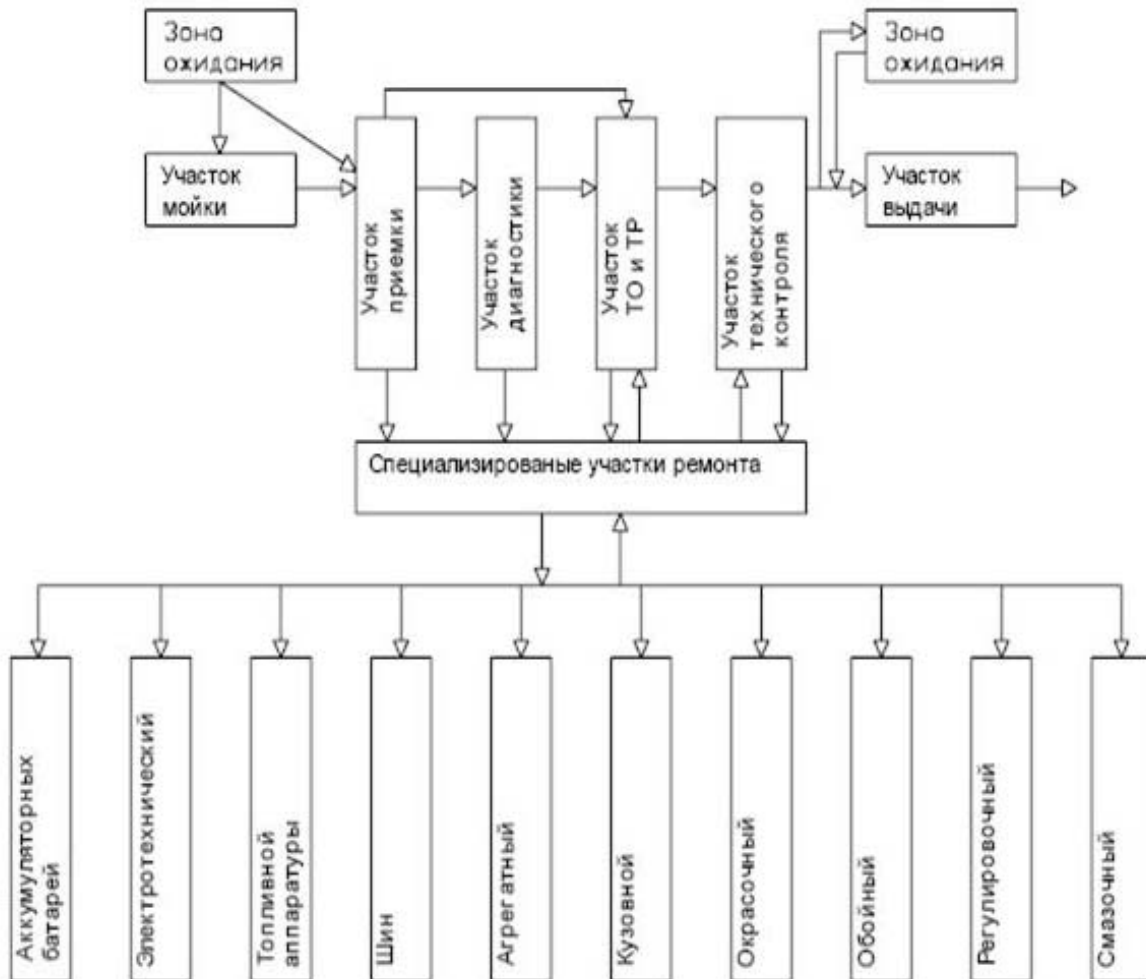 Зона
ожидания
Зона
ожидания
Участок
мойки
Участок
приемки
Участок
диагностики
Участок
ТО и ТР
Участок
технического
контроля
Участок
выдачи
Специализированые участки ремонта
Аккумуляторных
батарей
Электротехнический
Топливной
аппаратуры
Шин
Агрегатный
Кузовной
Окрасочный
Обойный
Регулировочный
Смазочный